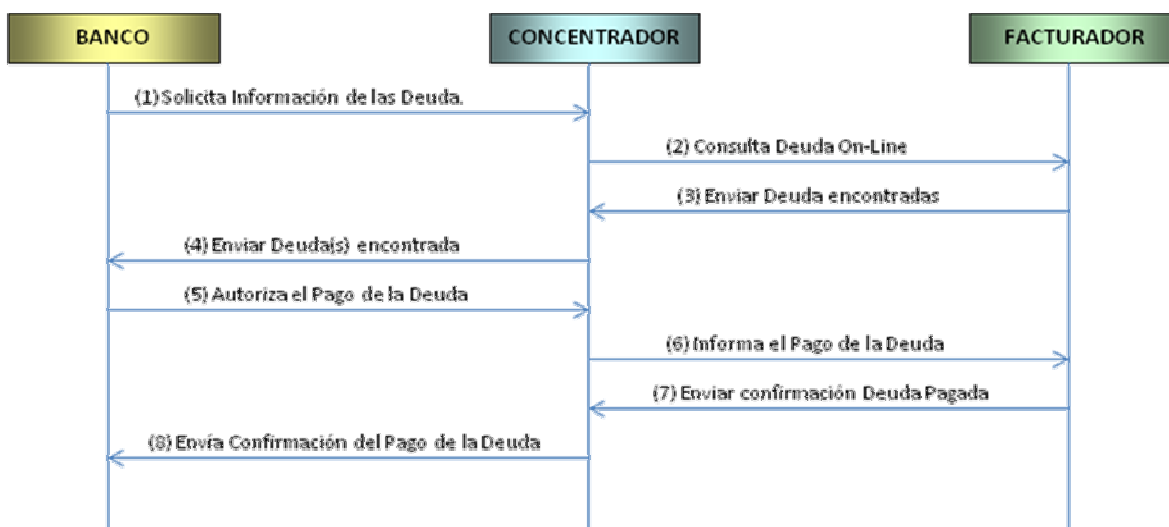 BANCO
CONCENTRADOR
FACTURADOR
(1) Solicita Información de las Deuda.
(2) Consulta Deuda On-Line
(3) Enviar Deuda encontradas
(4) Enviar Deuda(s) encontrada
(5) Autoriza el Pago de la Deuda
(6) Informa el Pago de la Deuda
(7) Enviar confirmación Deuda Pagada
(8) Envía Confirmación del Pago de la Deuda